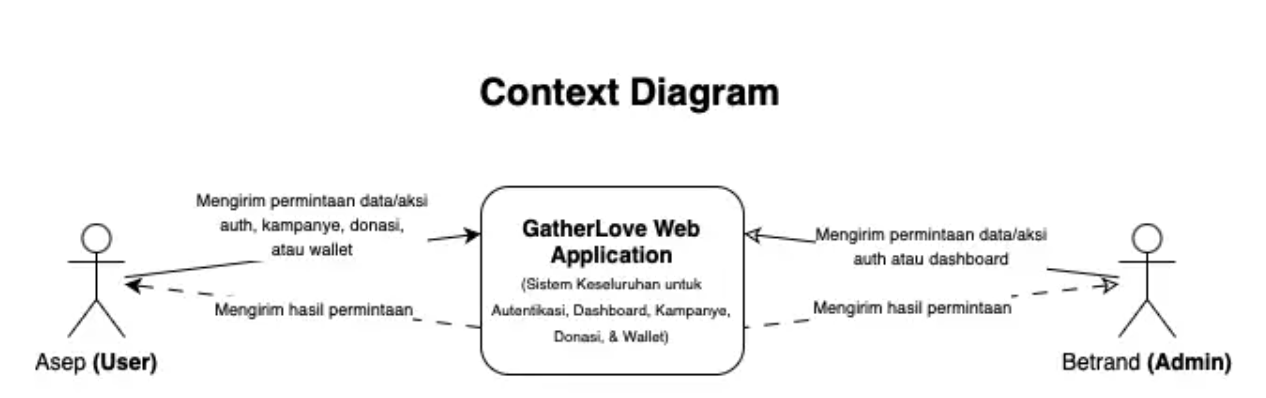 Context Diagram
Mengirim permintaan data/aksi
auth, kampanye, donasi,
atau wallet
Mengirim hasil permintaan
Asep (User)
GatherLove Web
Application
(Sistem Keseluruhan untuk
Autentikasi, Dashboard, Kampanye,
Donasi, & Wallet)
Mengirim permintaan data/aksi
auth atau dashboard
Mengirim hasil permintaan
Betrand (Admin)